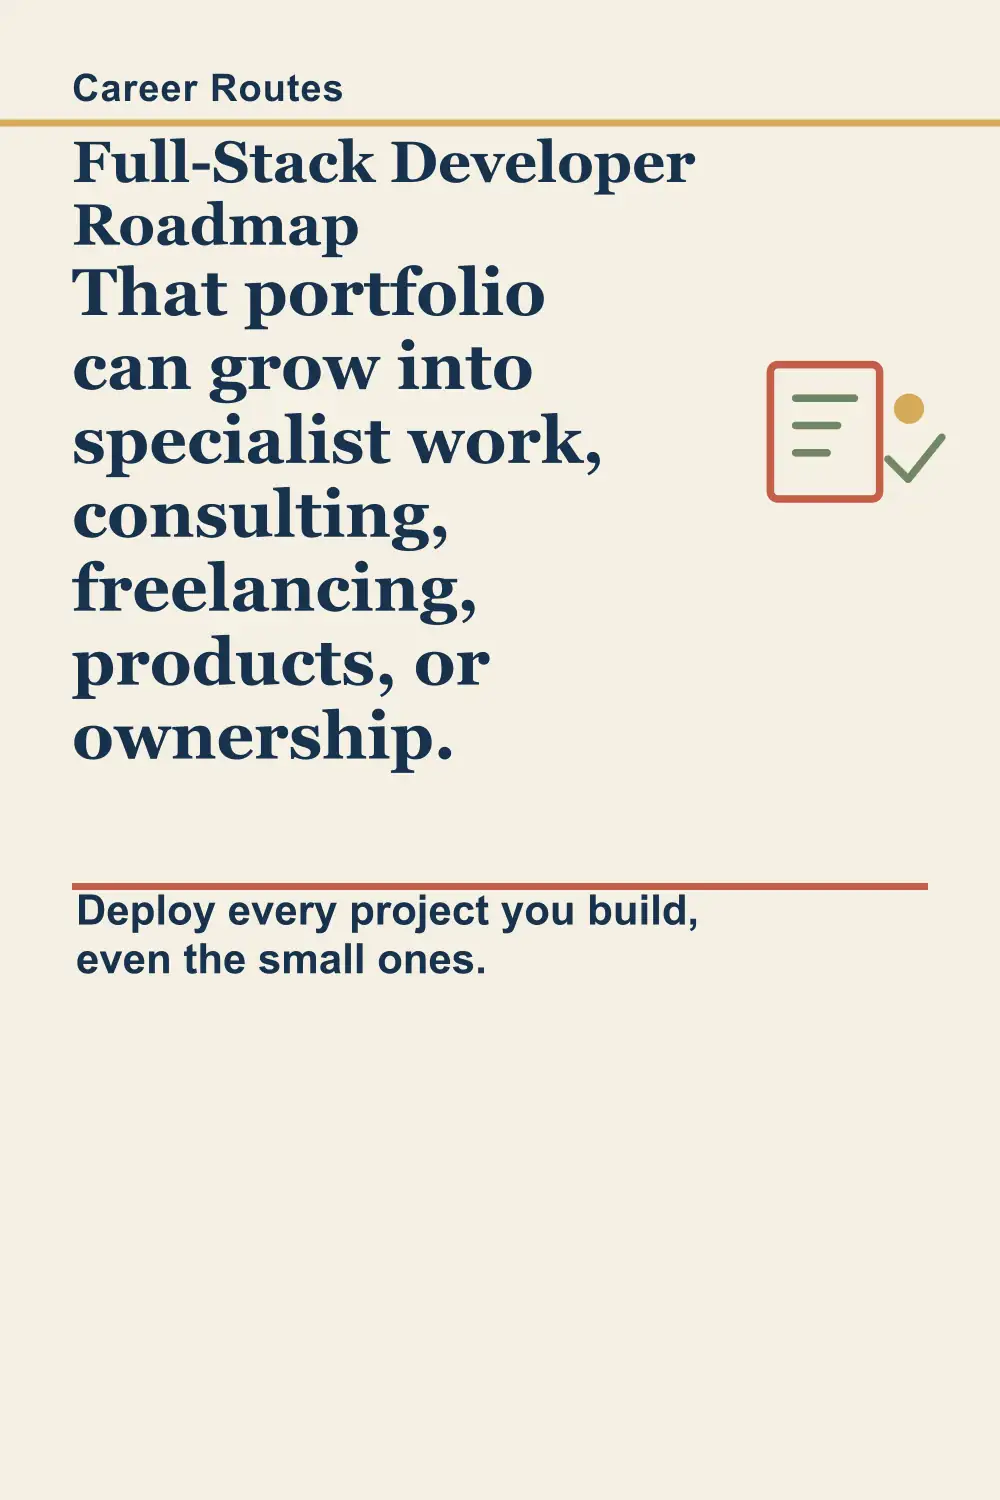 Career Routes
Full-Stack Developer
Roadmap
That portfolio
can grow into
specialist work,
consulting,
freelancing,
products, or
ownership.
Deploy every project you build,
even the small ones.